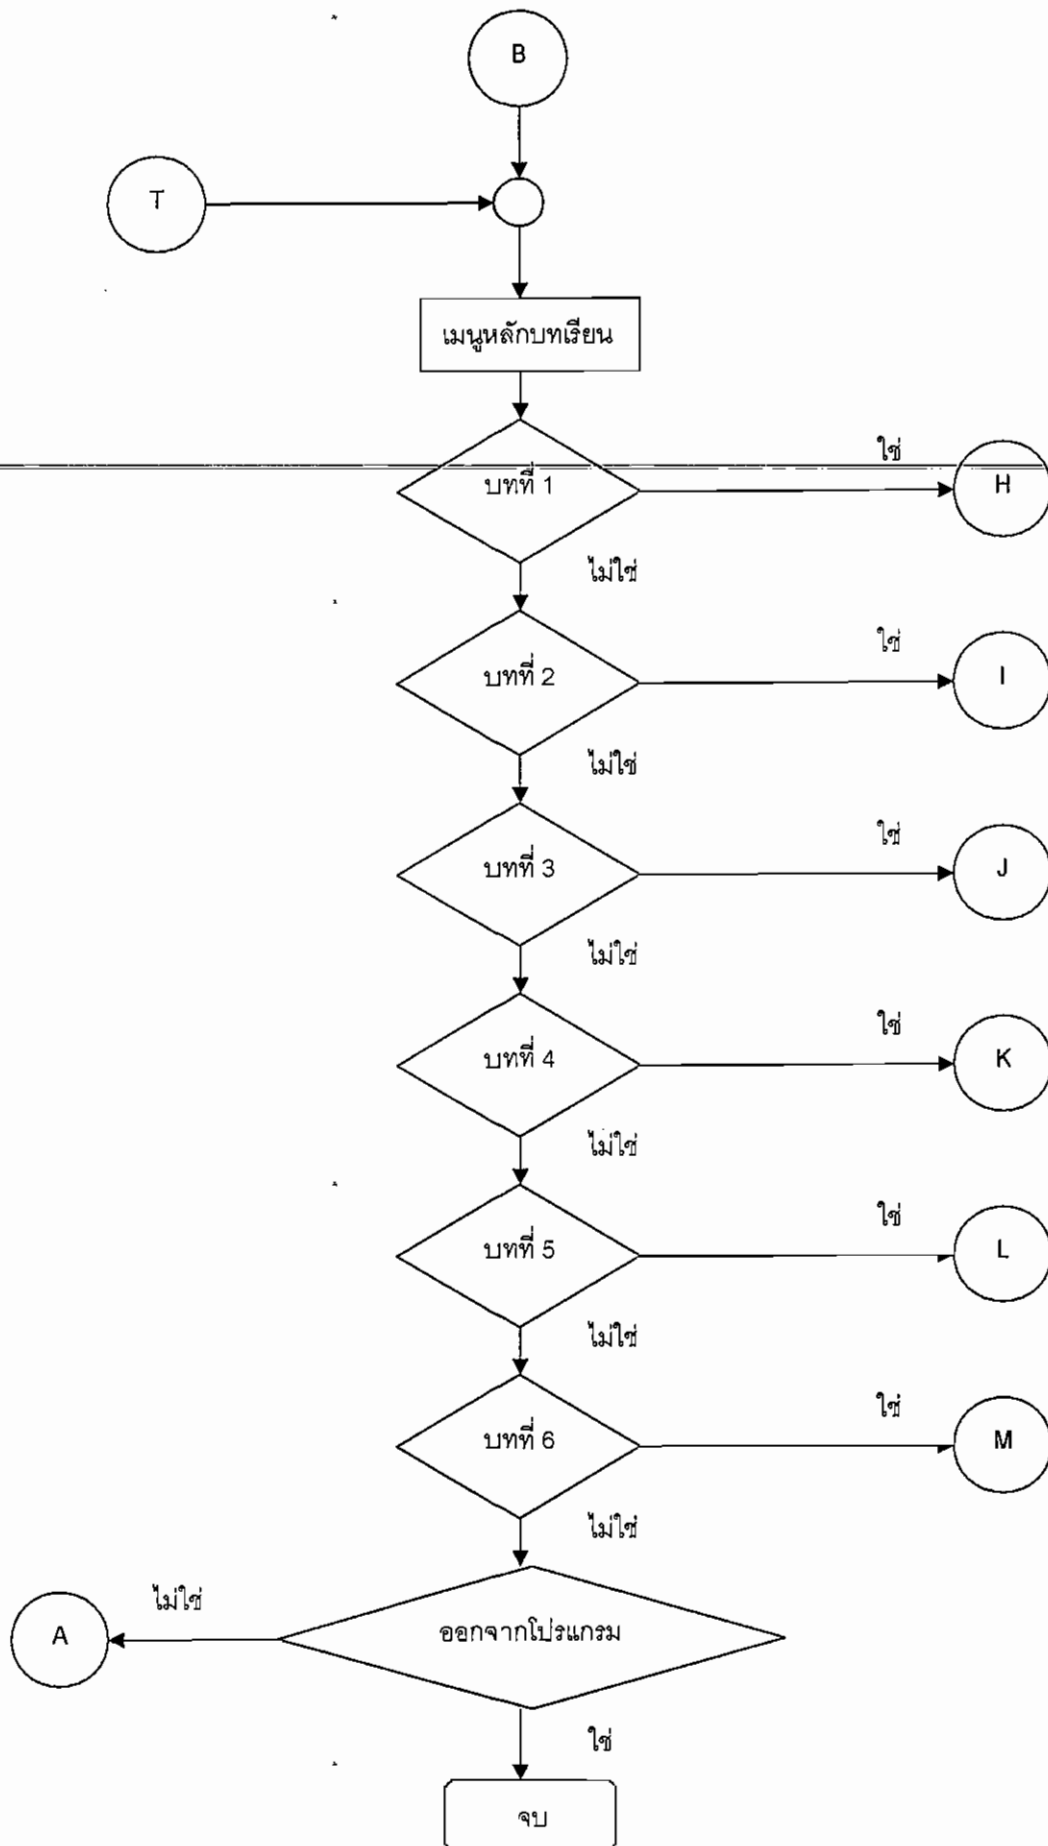 B
T
เมนูหลักบทเรียน
ใช่
บทที่ 1
H
ไม่ใช่
ใช่
บทที่ 2
I
ไม่ใช่
ใช่
บทที่ 3
J
ไม่ใช่
ใช่
บทที่ 4
K
ไม่ใช่
ใช่
บทที่ 5
L
ไม่ใช่
ใช่
บทที่ 6
M
ไม่ใช่
ไม่ใช่
A
ออกจากโปรแกรม
ใช่
จบ